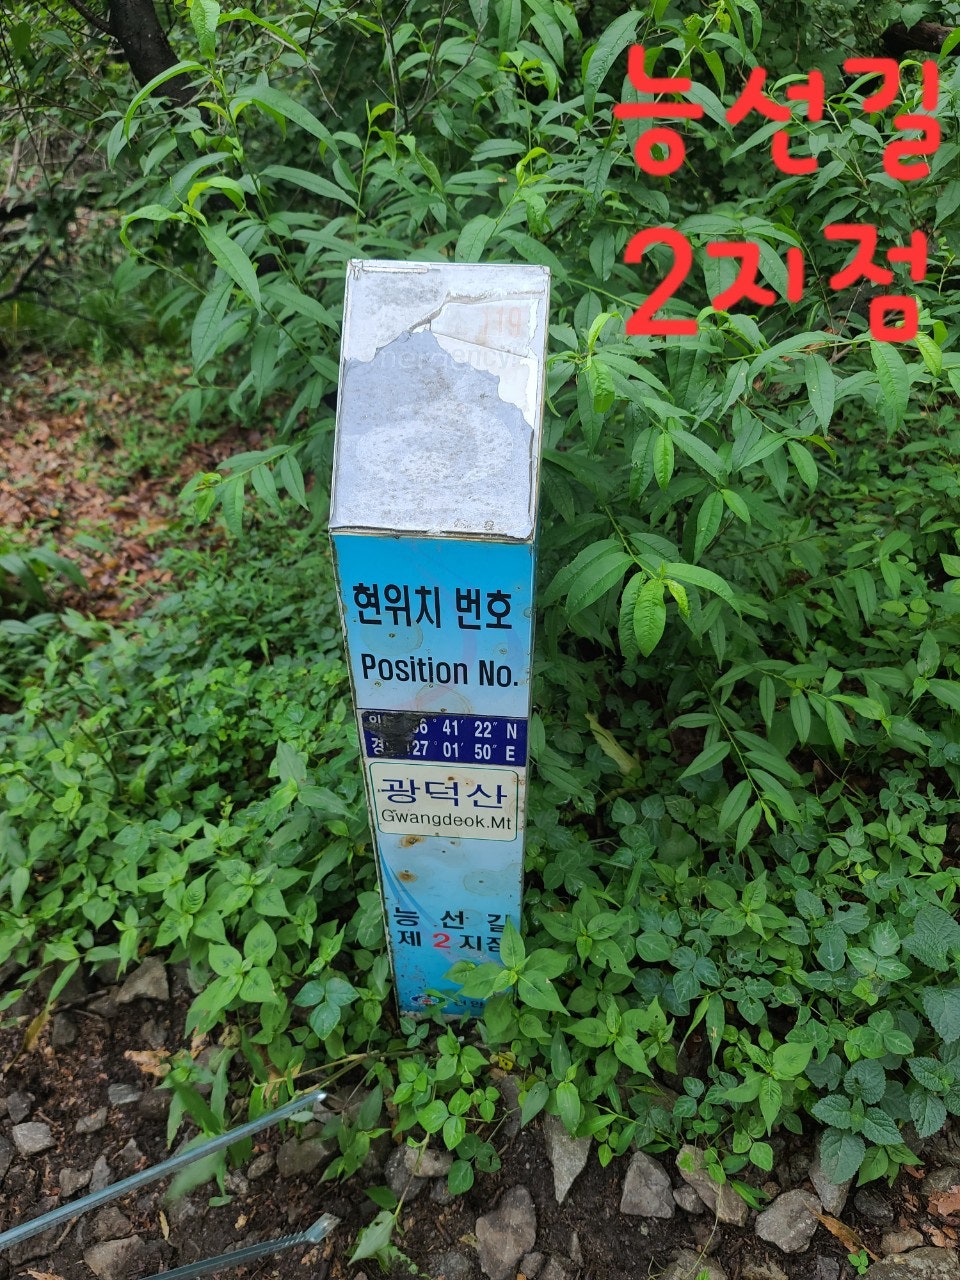 능선길
2지점
현위치 번호
Position No.
36° 41′ 22″ N
127° 01′ 50″ E
광덕산
Gwangdeok.Mt
능 선 길
제 2 지점